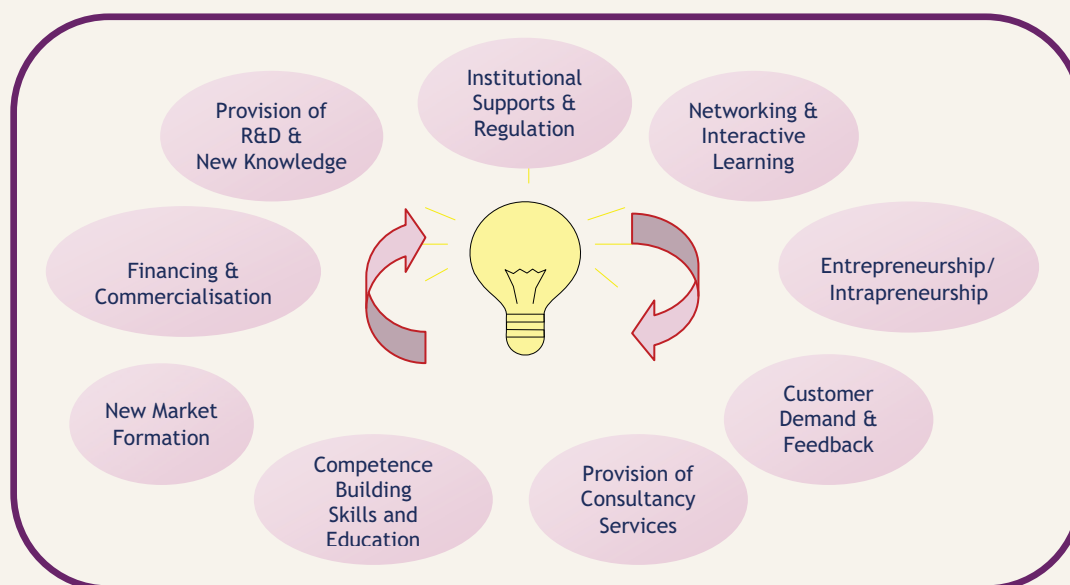 Institutional
Supports &
Regulation
Provision of
R&D &
New Knowledge
Networking &
Interactive
Learning
Financing &
Commercialisation
Entrepreneurship/
Intrapreneurship
New Market
Formation
Customer
Demand &
Feedback
Competence
Building
Skills and
Education
Provision of
Consultancy
Services